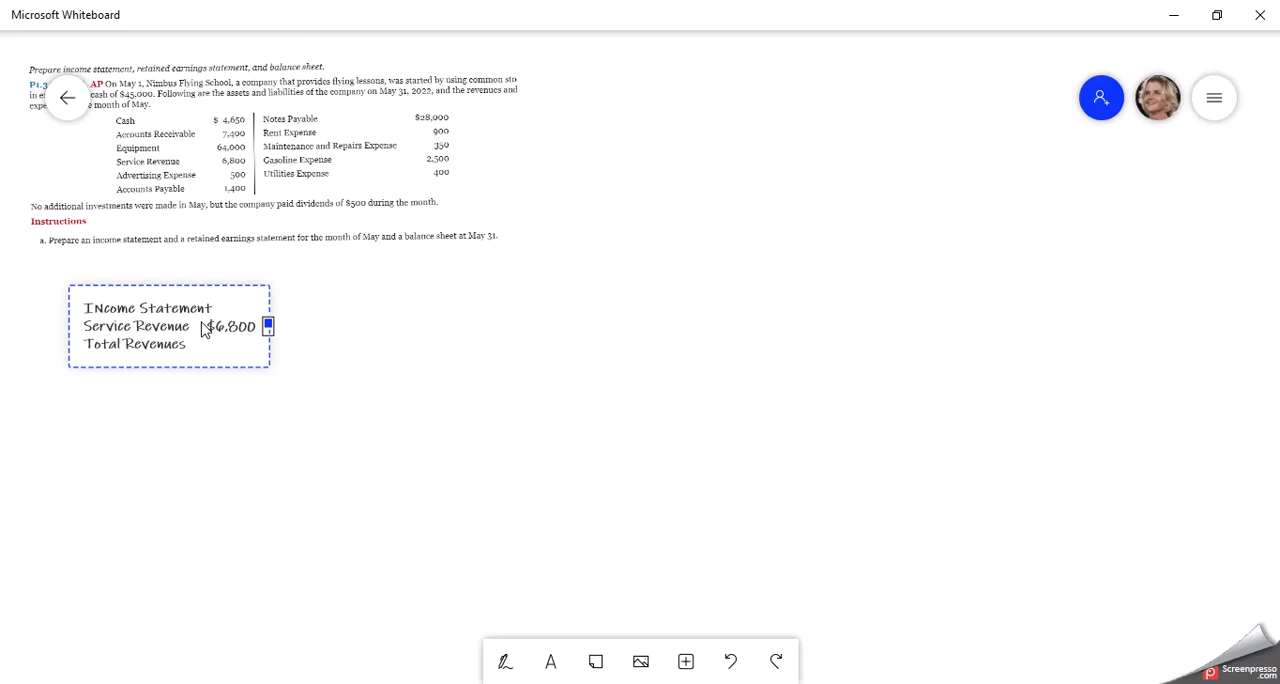 Microsoft Whiteboard
Prepare income statement, retained earnings statement, and balance sheet.
P1.3 AP On May 1, Nimbus Flying School, a company that provides flying lessons, was started by using common sto
in e cash of $45,000. Following are the assets and liabilities of the company on May 31, 2022, and the revenues and
expe month of May.
Cash $ 4,650 Notes Payable $28,000
Accounts Receivable 7,400 Rent Expense 900
Equipment 64,000 Maintenance and Repairs Expense 350
Service Revenue 6,800 Gasoline Expense 2,500
Advertising Expense 500 Utilities Expense 400
Accounts Payable 1,400
No additional investments were made in May, but the company paid dividends of $500 during the month.
Instructions
a. Prepare an income statement and a retained earnings statement for the month of May and a balance sheet at May 31.
INcome Statement
Service Revenue $6,800
Total Revenues
Screenpresso
.com